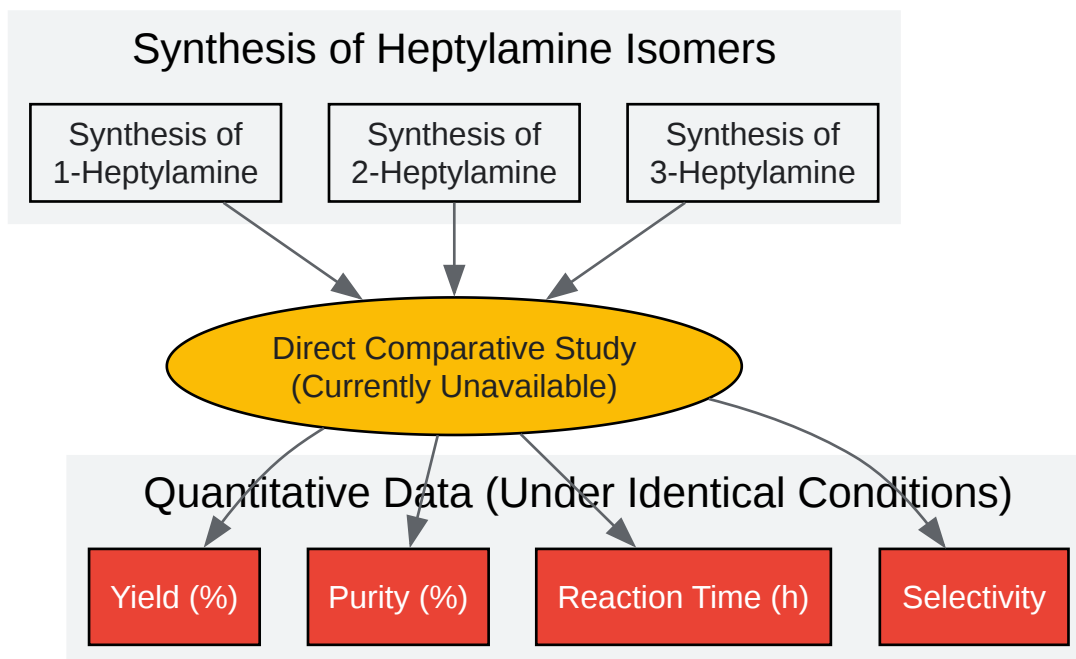 Synthesis of Heptylamine Isomers
Synthesis of
1-Heptylamine
Synthesis of
2-Heptylamine
Synthesis of
3-Heptylamine
Direct Comparative Study
(Currently Unavailable)
Quantitative Data (Under Identical Conditions)
Yield (%)
Purity (%)
Reaction Time (h)
Selectivity